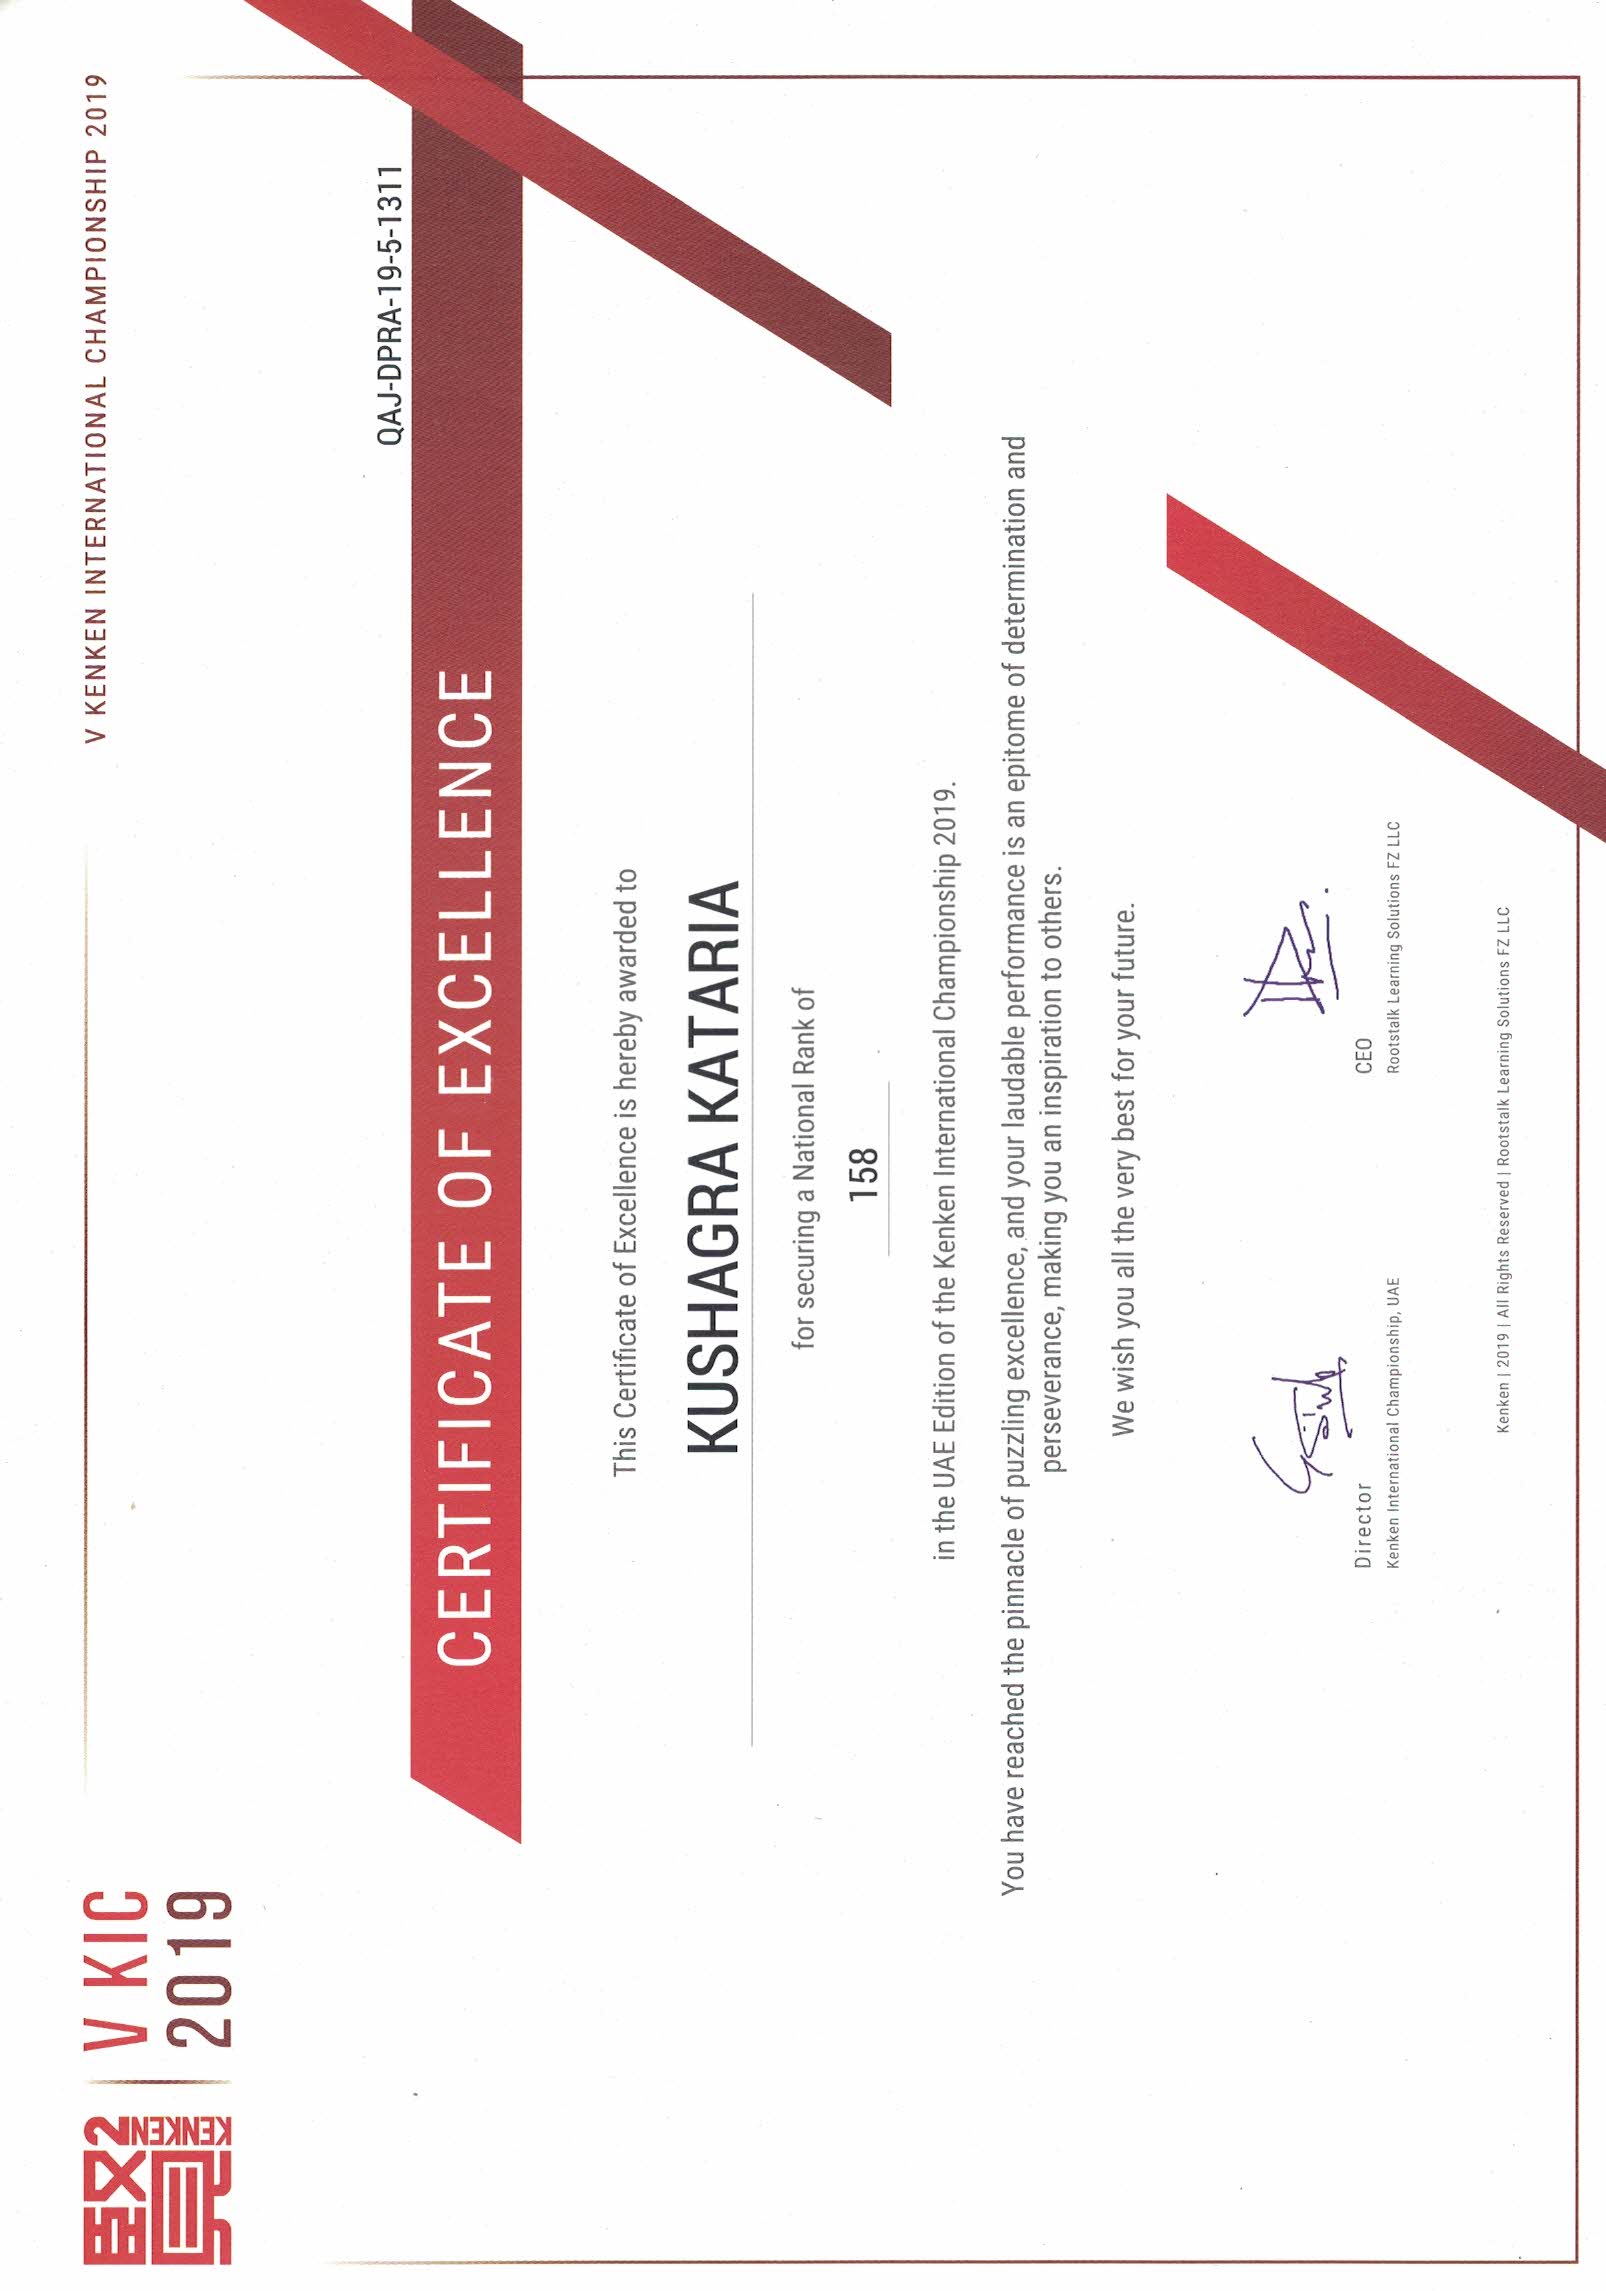 賢2
KENKEN
V KIC
2019
V KENKEN INTERNATIONAL CHAMPIONSHIP 2019
QAJ-DPRA-19-5-1311
CERTIFICATE OF EXCELLENCE
This Certificate of Excellence is hereby awarded to
KUSHAGRA KATARIA
for securing a National Rank of
158
in the UAE Edition of the Kenken International Championship 2019.
You have reached the pinnacle of puzzling excellence, and your laudable performance is an epitome of determination and
perseverance, making you an inspiration to others.
We wish you all the very best for your future.
Director
Kenken International Championship, UAE
CEO
Rootstalk Learning Solutions FZ LLC
Kenken | 2019 | All Rights Reserved | Rootstalk Learning Solutions FZ LLC